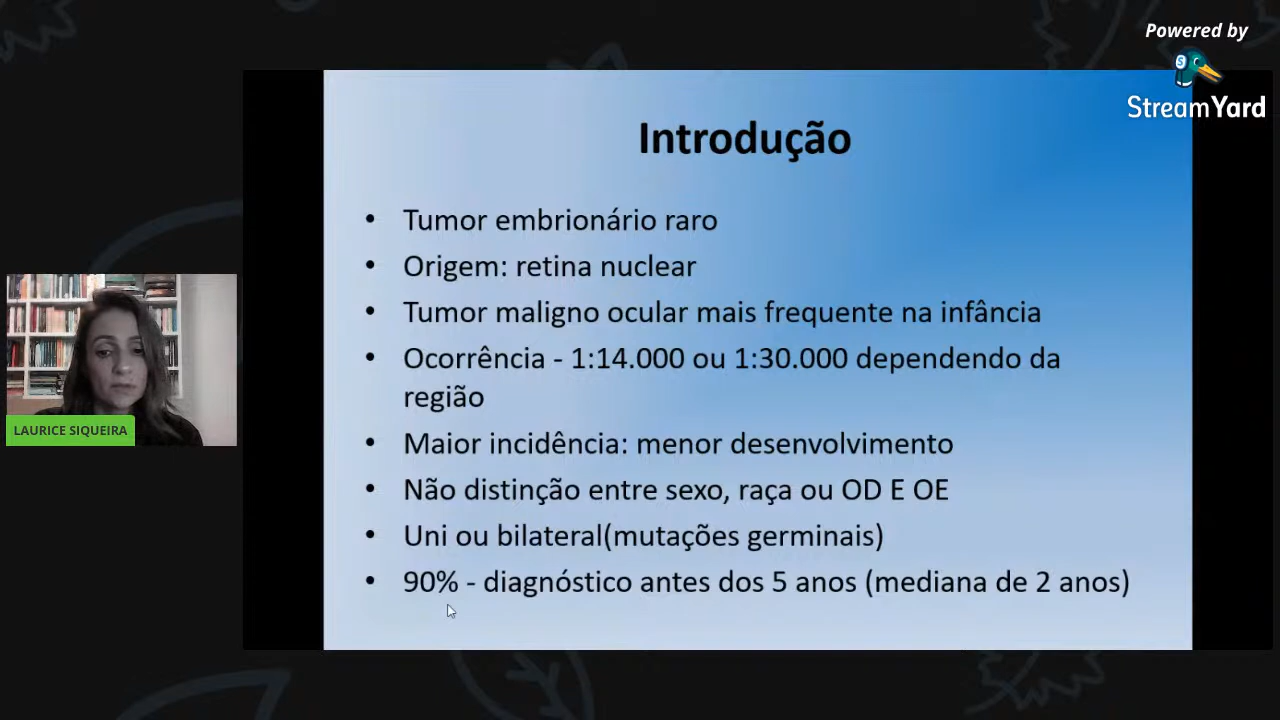 Powered by
StreamYard
Introdução
• Tumor embrionário raro
• Origem: retina nuclear
• Tumor maligno ocular mais frequente na infância
• Ocorrência - 1:14.000 ou 1:30.000 dependendo da
região
• Maior incidência: menor desenvolvimento
• Não distinção entre sexo, raça ou OD E OE
• Uni ou bilateral(mutações germinais)
• 90% - diagnóstico antes dos 5 anos (mediana de 2 anos)
LAURICE SIQUEIRA